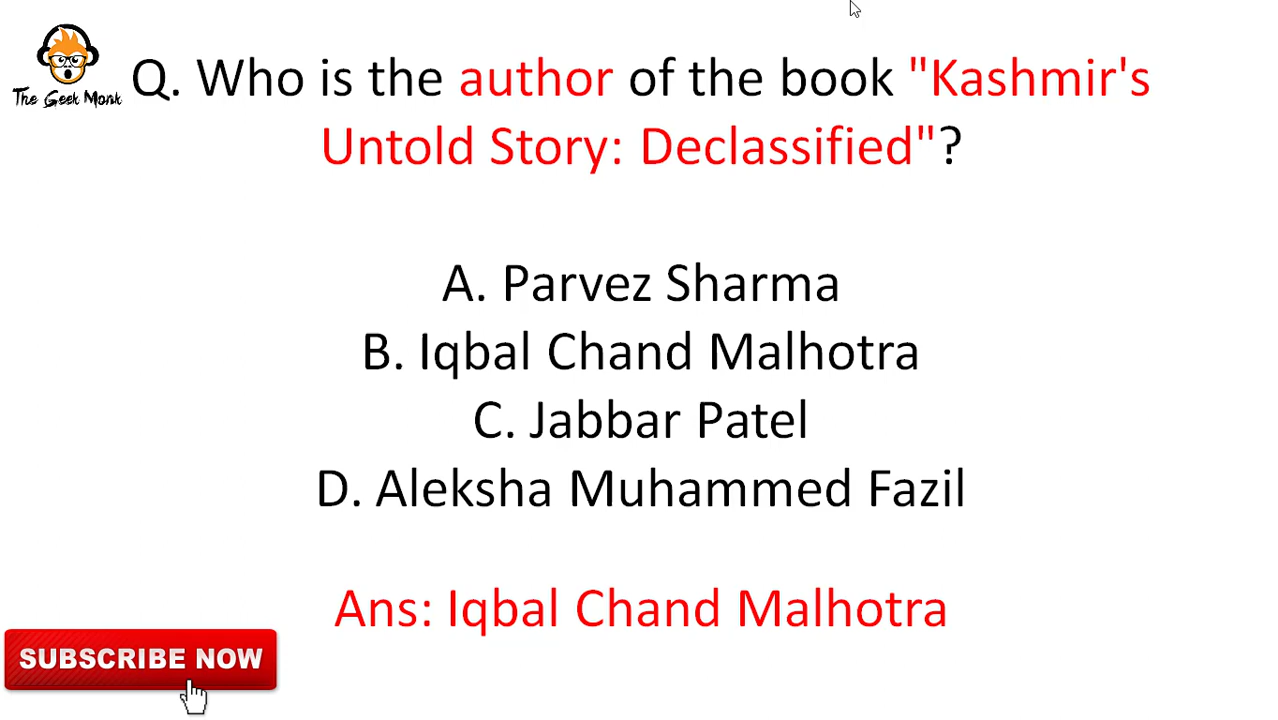 The Geek Monk
Q. Who is the author of the book "Kashmir's
Untold Story: Declassified"?
A. Parvez Sharma
B. Iqbal Chand Malhotra
C. Jabbar Patel
D. Aleksha Muhammed Fazil
Ans: Iqbal Chand Malhotra
SUBSCRIBE NOW